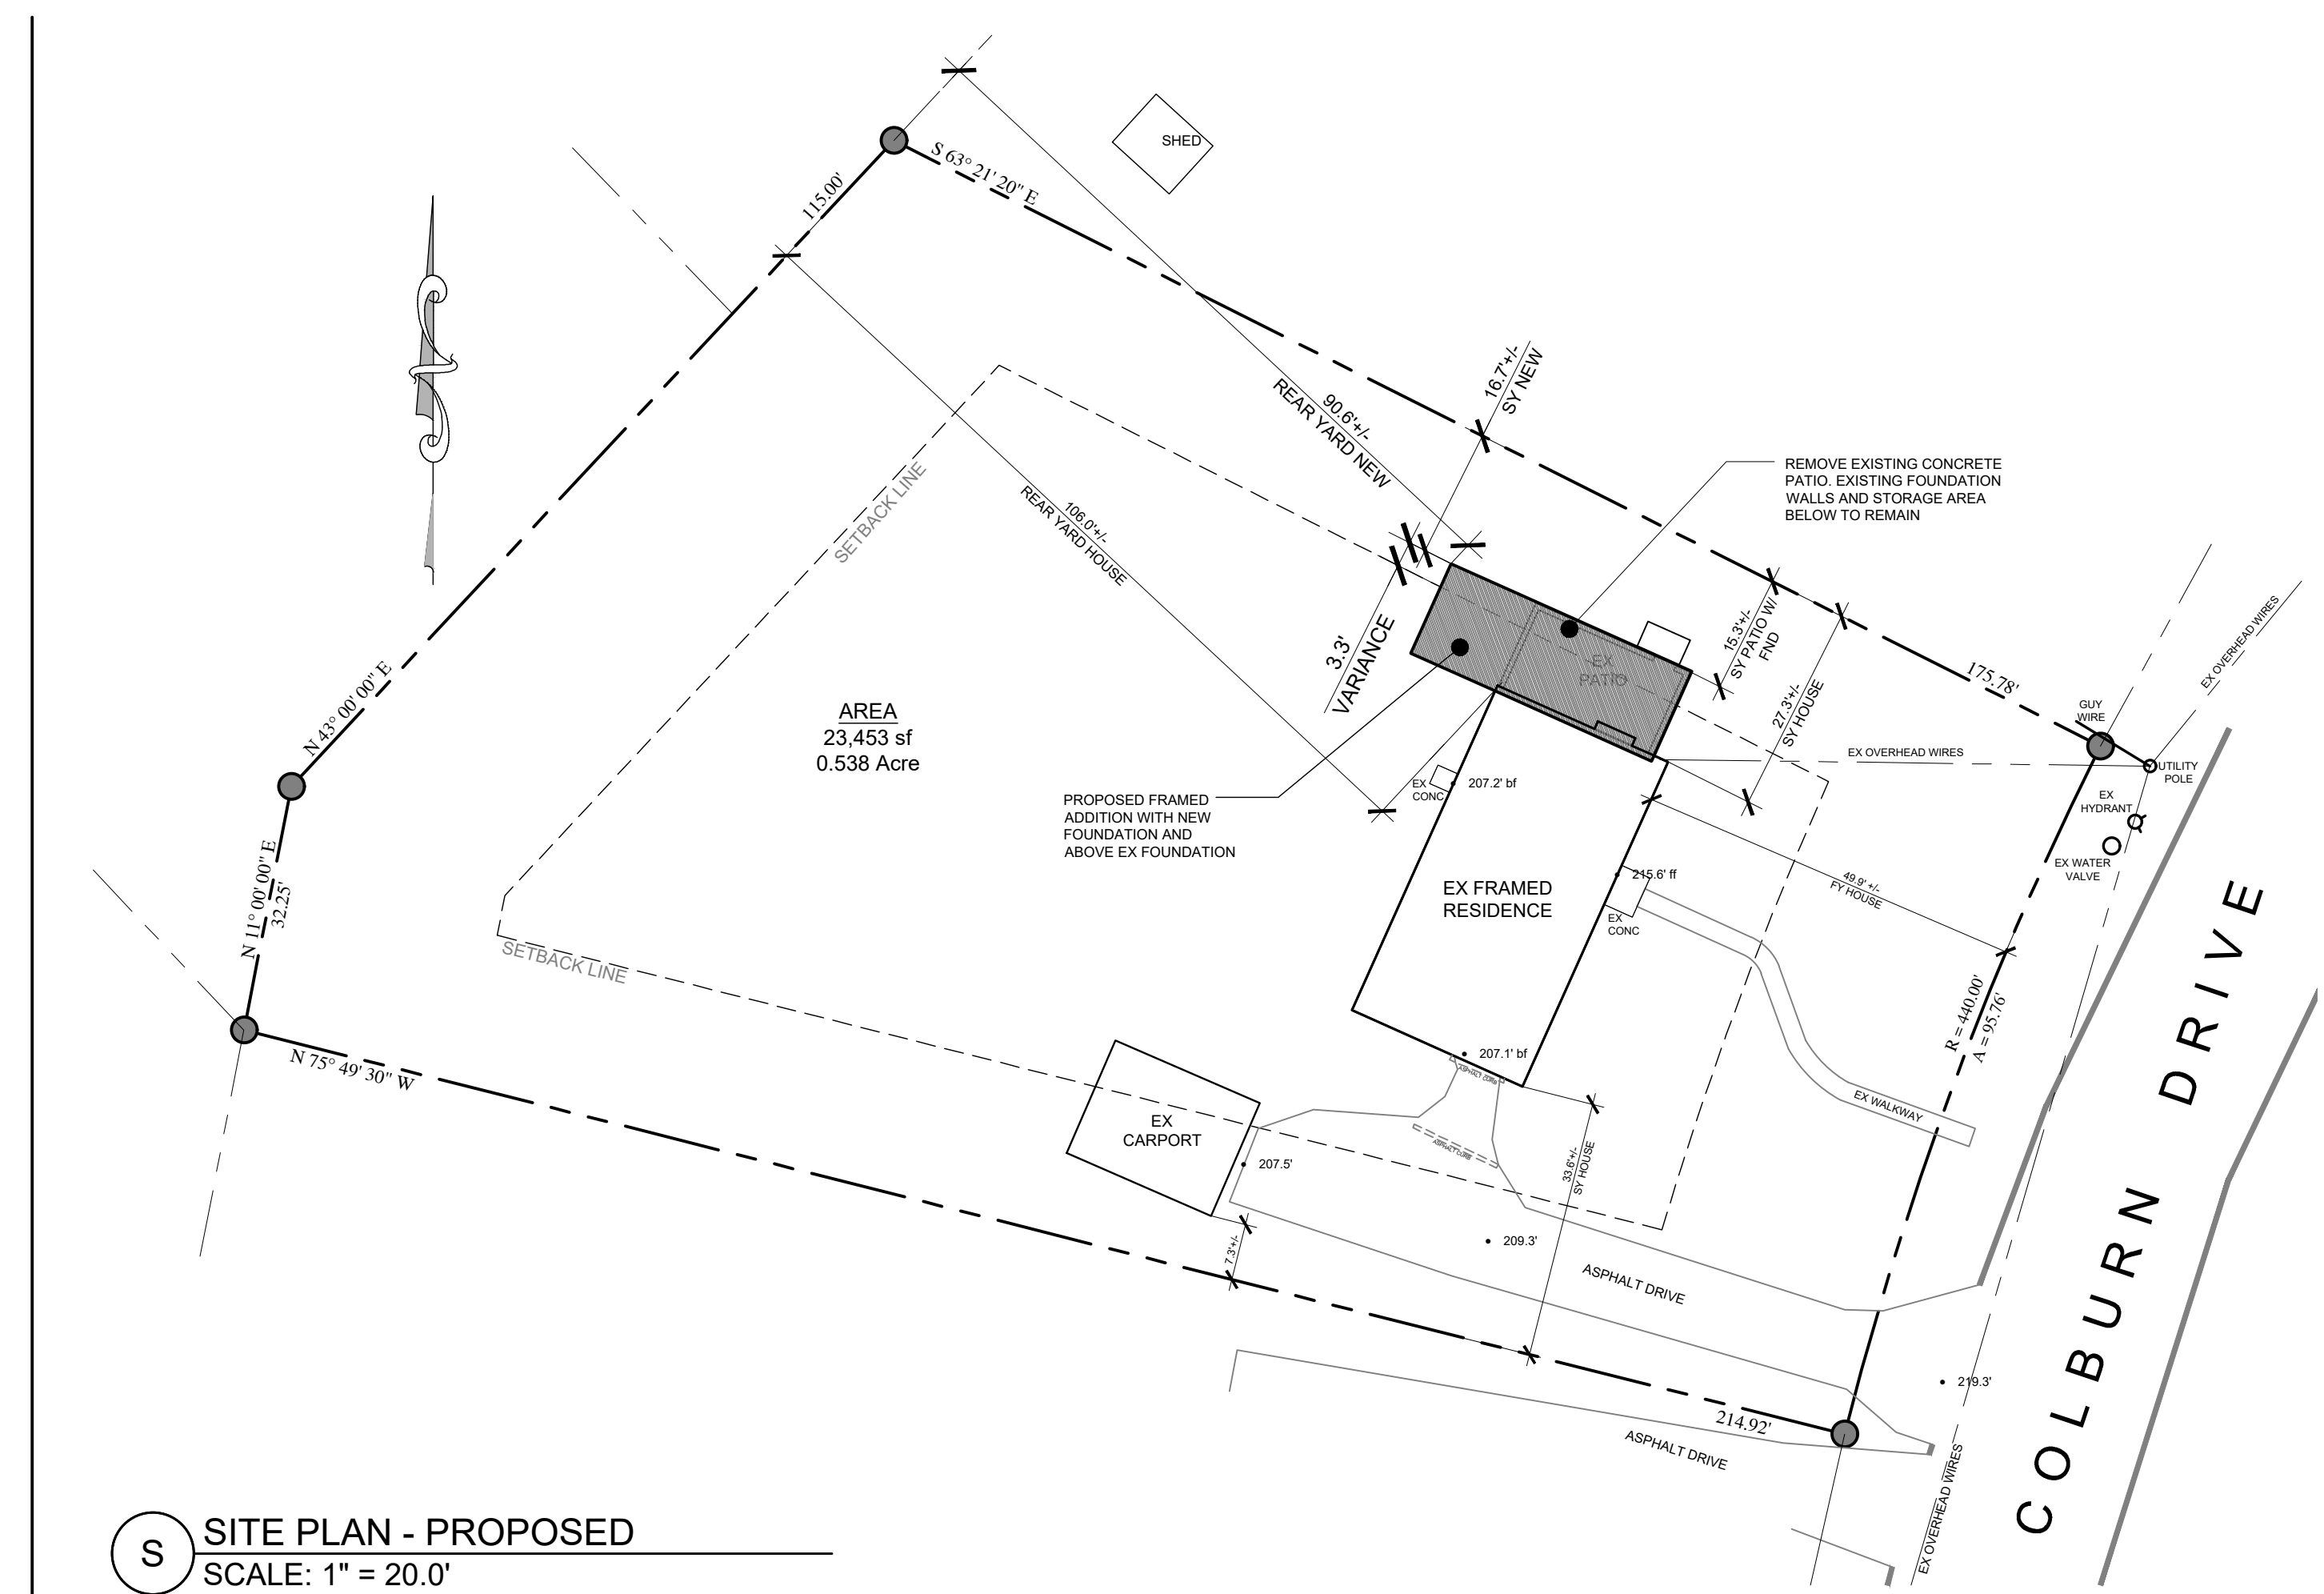 SHED
S 63° 21' 20" E
115.00'
16.7'+/-
SY NEW
90.6'+/-
REAR YARD NEW
SETBACK LINE
106.0'+/-
REAR YARD HOUSE
REMOVE EXISTING CONCRETE
PATIO. EXISTING FOUNDATION
WALLS AND STORAGE AREA
BELOW TO REMAIN
3.3'
VARIANCE
EX
PATIO
15.3'+/-
SY PATIO W/
FND
27.3'+/-
SY HOUSE
175.78'
EX OVERHEAD WIRES
GUY
WIRE
EX OVERHEAD WIRES
UTILITY
POLE
EX
HYDRANT
EX WATER
VALVE
N 43° 00' 00" E
AREA
23,453 sf
0.538 Acre
PROPOSED FRAMED
ADDITION WITH NEW
FOUNDATION AND
ABOVE EX FOUNDATION
EX
CONC
207.2' bf
215.6' ff
EX
CONC
49.9' +/-
FY HOUSE
EX FRAMED
RESIDENCE
N 11° 00' 00" E
32.25'
SETBACK LINE
N 75° 49' 30" W
R = 440.00'
A = 95.76'
COLBURN DRIVE
207.1' bf
ASPHALT CURB
ASPHALT CURB
EX WALKWAY
EX
CARPORT
207.5'
33.6'+/-
SY HOUSE
7.3'+/-
209.3'
ASPHALT DRIVE
219.3'
214.92'
ASPHALT DRIVE
EX OVERHEAD WIRES
S
SITE PLAN - PROPOSED
SCALE: 1" = 20.0'